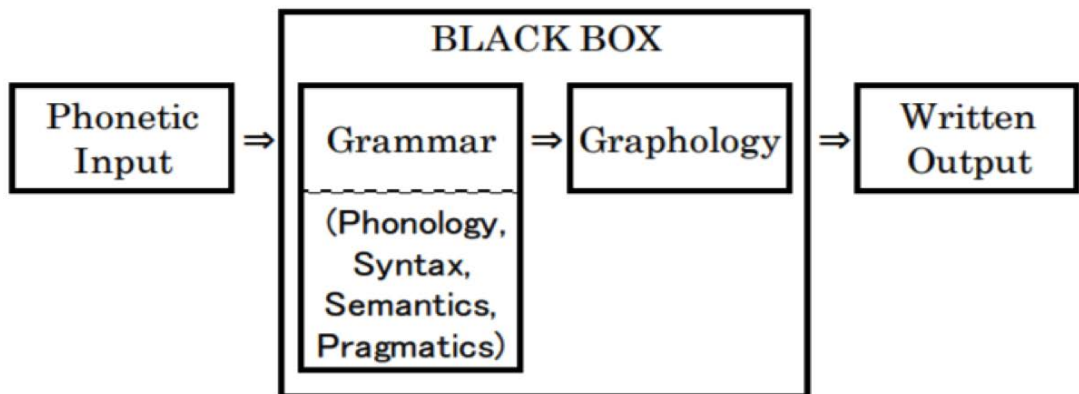 BLACK BOX
Phonetic
Input
⇒
Grammar
(Phonology,
Syntax,
Semantics,
Pragmatics)
⇒
Graphology
⇒
Written
Output